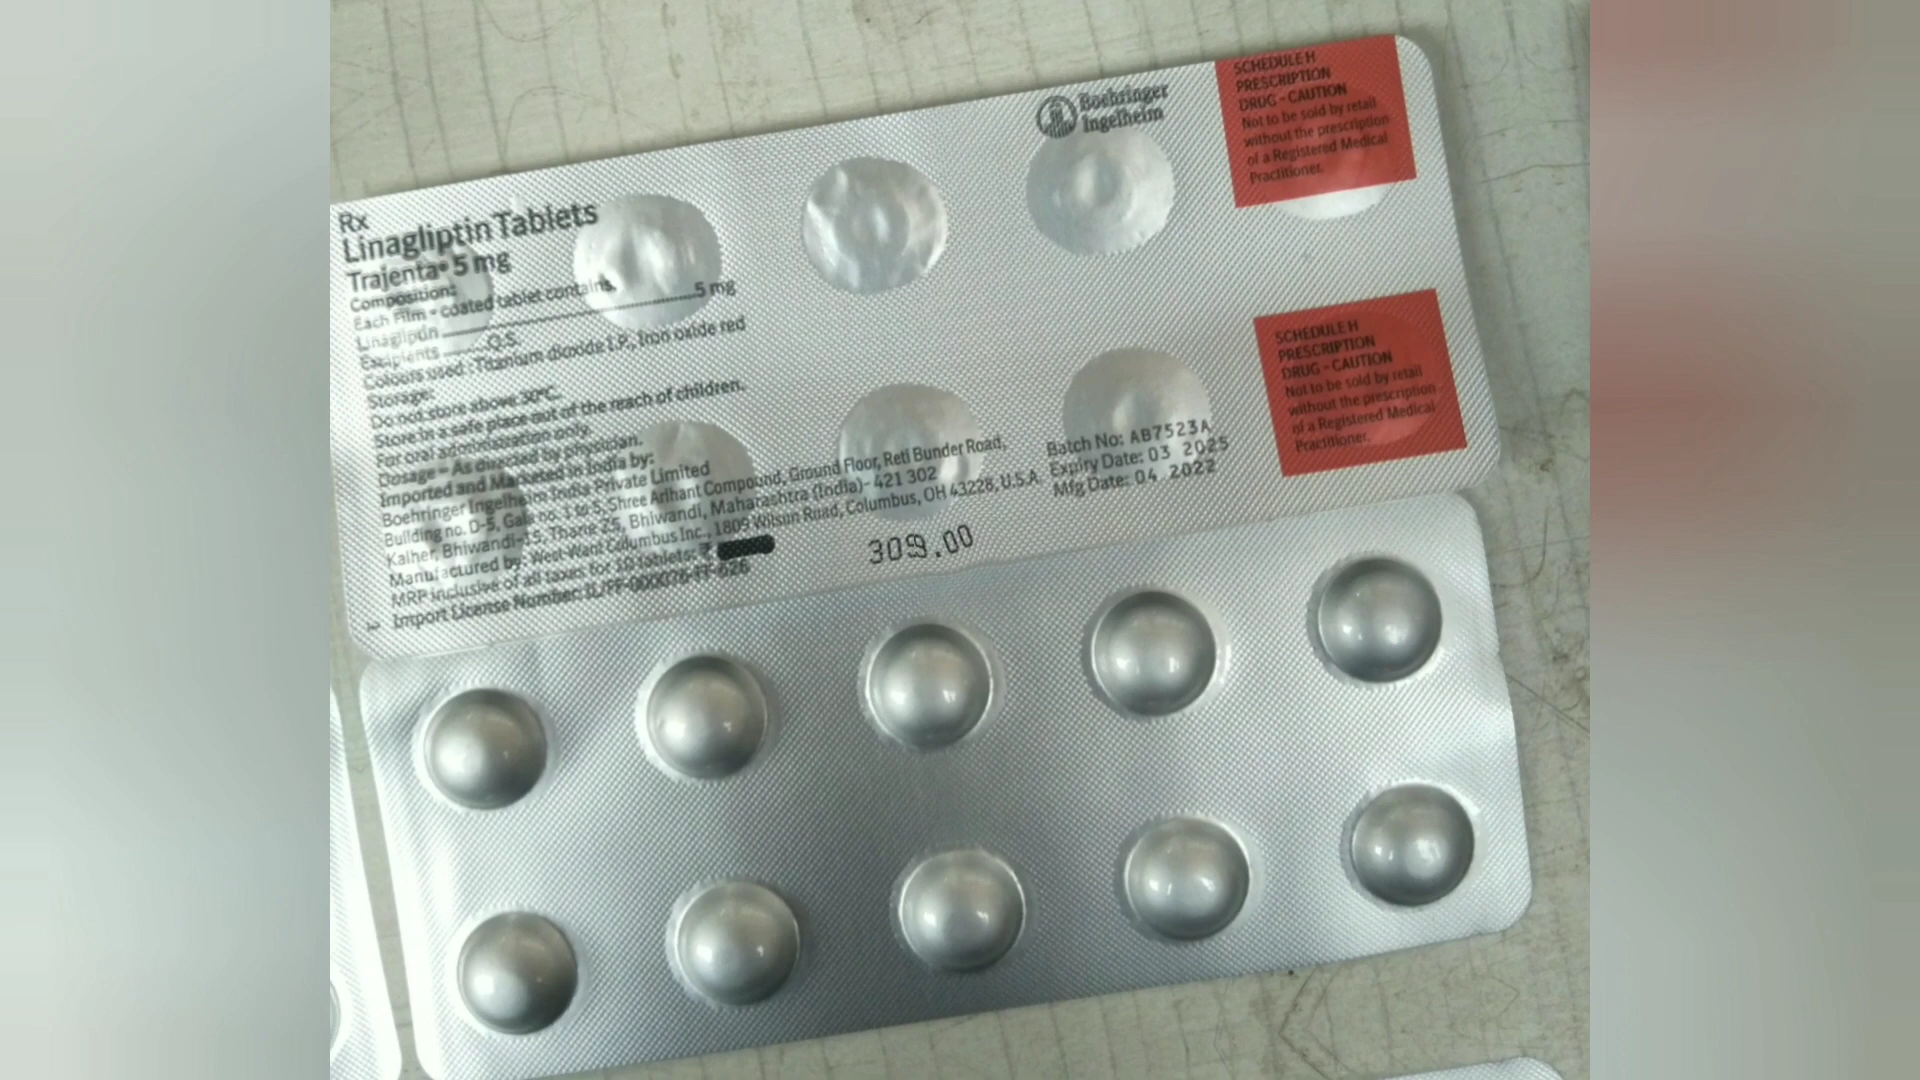 Rx
Linagliptin Tablets
Trajenta® 5 mg
Composition:
Each Film - coated tablet contains
Linagliptin ........................5 mg
Excipients ........Q.S.
Colours used : Titanium dioxide I.P., Iron oxide red
Storage:
Do not store above 30°C.
Store in a safe place out of the reach of children.
For oral administration only.
Dosage - As directed by physician.
Imported and Marketed in India by:
Boehringer Ingelheim India Private Limited
Building no. D-5, Gala no. 1 to 5, Shree Arihant Compound, Ground Floor, Reti Bunder Road,
Kalher, Bhiwandi-15, Thane Z5, Bhiwandi, Maharashtra (India)- 421 302
Manufactured by: West-Ward Columbus Inc., 1809 Wilson Road, Columbus, OH 43228, U.S.A
MRP inclusive of all taxes for 10 tablets: ₹
309.00
Import License Number: IL/FF-000076-FF-626
Batch No: AB7523A
Expiry Date: 03 2025
Mfg Date: 04 2022
Boehringer
Ingelheim
SCHEDULE H
PRESCRIPTION
DRUG - CAUTION
Not to be sold by retail
without the prescription
of a Registered Medical
Practitioner.
SCHEDULE H
PRESCRIPTION
DRUG - CAUTION
Not to be sold by retail
without the prescription
of a Registered Medical
Practitioner.